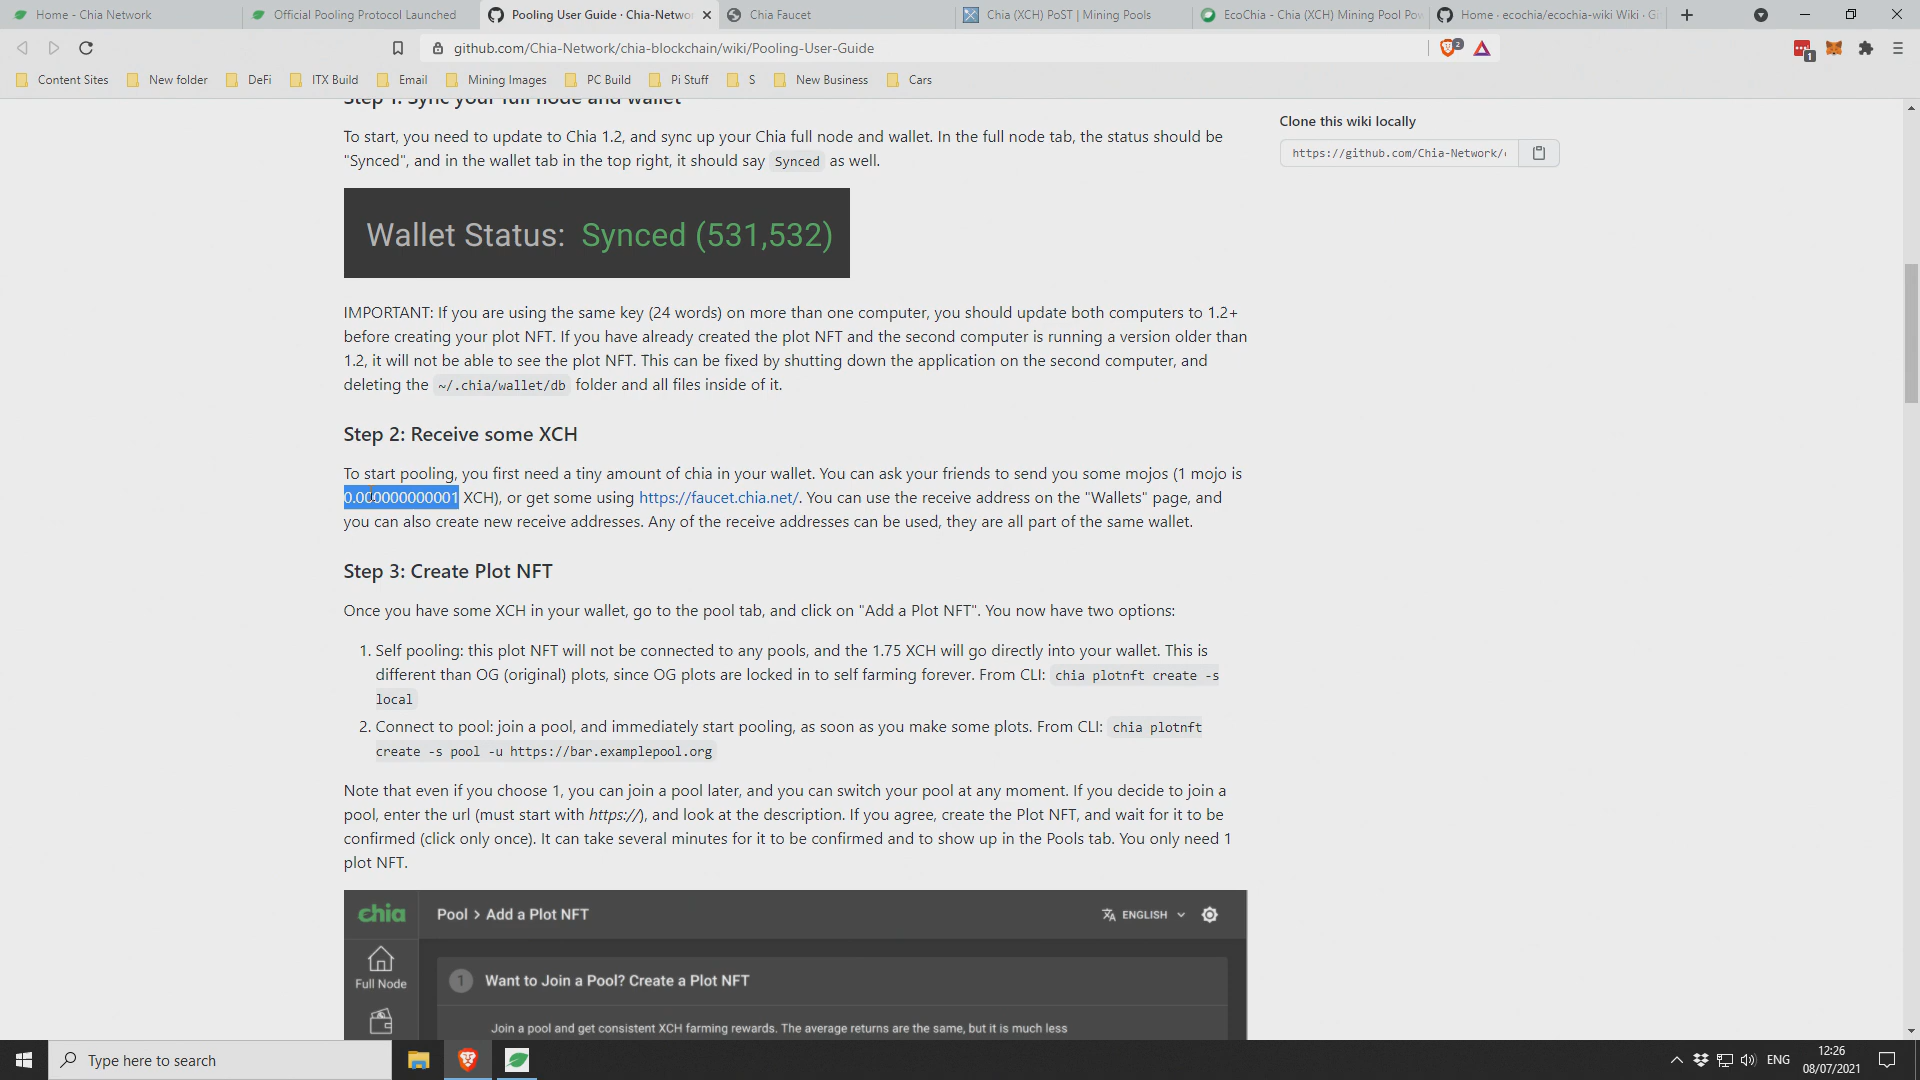 Home - Chia Network
Official Pooling Protocol Launched
Pooling User Guide · Chia-Netwo
Chia Faucet
Chia (XCH) PoST | Mining Pools
EcoChia - Chia (XCH) Mining Pool Pow
Home · ecochia/ecochia-wiki Wiki · Gi
github.com/Chia-Network/chia-blockchain/wiki/Pooling-User-Guide
2
1
Content Sites
New folder
DeFi
ITX Build
Email
Mining Images
PC Build
Pi Stuff
S
New Business
Cars
Step 1: Sync your full node and wallet
To start, you need to update to Chia 1.2, and sync up your Chia full node and wallet. In the full node tab, the status should be
"Synced", and in the wallet tab in the top right, it should say Synced as well.
Clone this wiki locally
https://github.com/Chia-Network/
Wallet Status: Synced (531,532)
IMPORTANT: If you are using the same key (24 words) on more than one computer, you should update both computers to 1.2+
before creating your plot NFT. If you have already created the plot NFT and the second computer is running a version older than
1.2, it will not be able to see the plot NFT. This can be fixed by shutting down the application on the second computer, and
deleting the ~/.chia/wallet/db folder and all files inside of it.
Step 2: Receive some XCH
To start pooling, you first need a tiny amount of chia in your wallet. You can ask your friends to send you some mojos (1 mojo is
0.000000000001 XCH), or get some using https://faucet.chia.net/. You can use the receive address on the "Wallets" page, and
you can also create new receive addresses. Any of the receive addresses can be used, they are all part of the same wallet.
Step 3: Create Plot NFT
Once you have some XCH in your wallet, go to the pool tab, and click on "Add a Plot NFT". You now have two options:
1. Self pooling: this plot NFT will not be connected to any pools, and the 1.75 XCH will go directly into your wallet. This is
different than OG (original) plots, since OG plots are locked in to self farming forever. From CLI: chia plotnft create -s
local
2. Connect to pool: join a pool, and immediately start pooling, as soon as you make some plots. From CLI: chia plotnft
create -s pool -u https://bar.examplepool.org
Note that even if you choose 1, you can join a pool later, and you can switch your pool at any moment. If you decide to join a
pool, enter the url (must start with https://), and look at the description. If you agree, create the Plot NFT, and wait for it to be
confirmed (click only once). It can take several minutes for it to be confirmed and to show up in the Pools tab. You only need 1
plot NFT.
chia
Pool > Add a Plot NFT
ENGLISH
Full Node
1 Want to Join a Pool? Create a Plot NFT
Join a pool and get consistent XCH farming rewards. The average returns are the same, but it is much less
Type here to search
ENG
12:26
08/07/2021